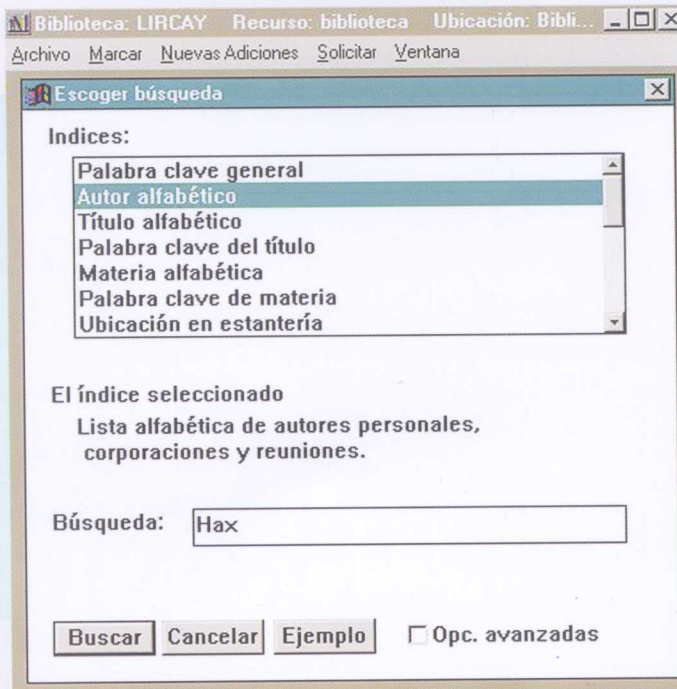 Biblioteca: LIRCAY Recurso: biblioteca Ubicación: Bibli...
Archivo Marcar Nuevas Adiciones Solicitar Ventana
Escoger búsqueda
Indices:
Palabra clave general
Autor alfabético
Título alfabético
Palabra clave del título
Materia alfabética
Palabra clave de materia
Ubicación en estantería
El índice seleccionado
Lista alfabética de autores personales,
corporaciones y reuniones.
Búsqueda: Hax
Buscar Cancelar Ejemplo Opc. avanzadas